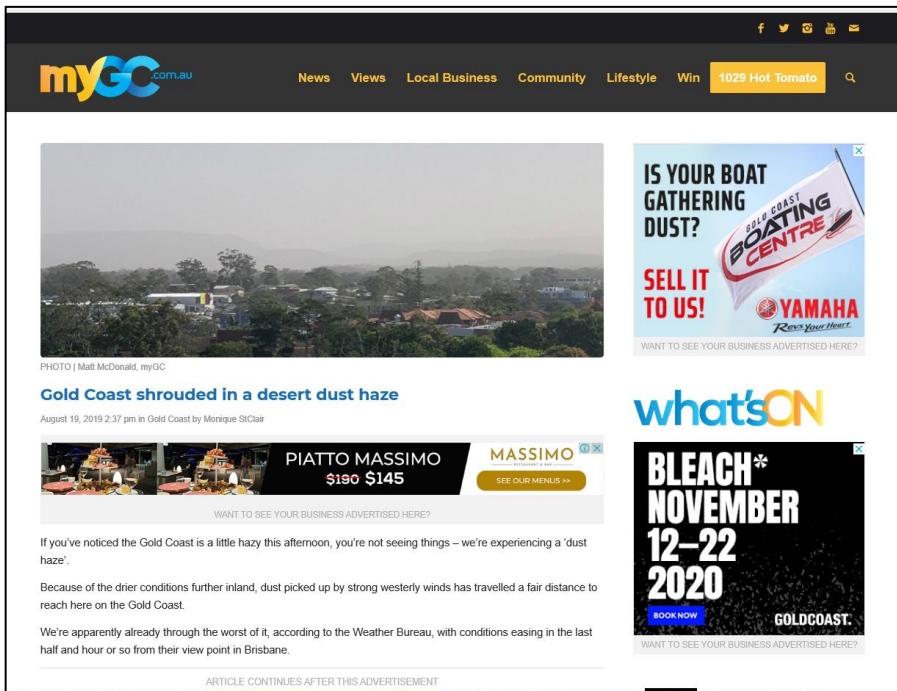 myGC.com.au
News Views Local Business Community Lifestyle Win 1029 Hot Tomato
PHOTO | Matt McDonald, myGC
Gold Coast shrouded in a desert dust haze
August 19, 2019 2:37 pm in Gold Coast by Monique StClair
PIATTO MASSIMO
$190 $145
MASSIMO
RESTAURANT & BAR
SEE OUR MENUS >>
WANT TO SEE YOUR BUSINESS ADVERTISED HERE?
If you've noticed the Gold Coast is a little hazy this afternoon, you're not seeing things – we're experiencing a 'dust
haze'.
Because of the drier conditions further inland, dust picked up by strong westerly winds has travelled a fair distance to
reach here on the Gold Coast.
We're apparently already through the worst of it, according to the Weather Bureau, with conditions easing in the last
half and hour or so from their view point in Brisbane.
ARTICLE CONTINUES AFTER THIS ADVERTISEMENT
IS YOUR BOAT
GATHERING
DUST?
SELL IT
TO US!
GOLD COAST
BOATING
CENTRE
YAMAHA
Revs Your Heart
WANT TO SEE YOUR BUSINESS ADVERTISED HERE?
what'sON
BLEACH*
NOVEMBER
12–22
2020
BOOK NOW
GOLDCOAST.
WANT TO SEE YOUR BUSINESS ADVERTISED HERE?